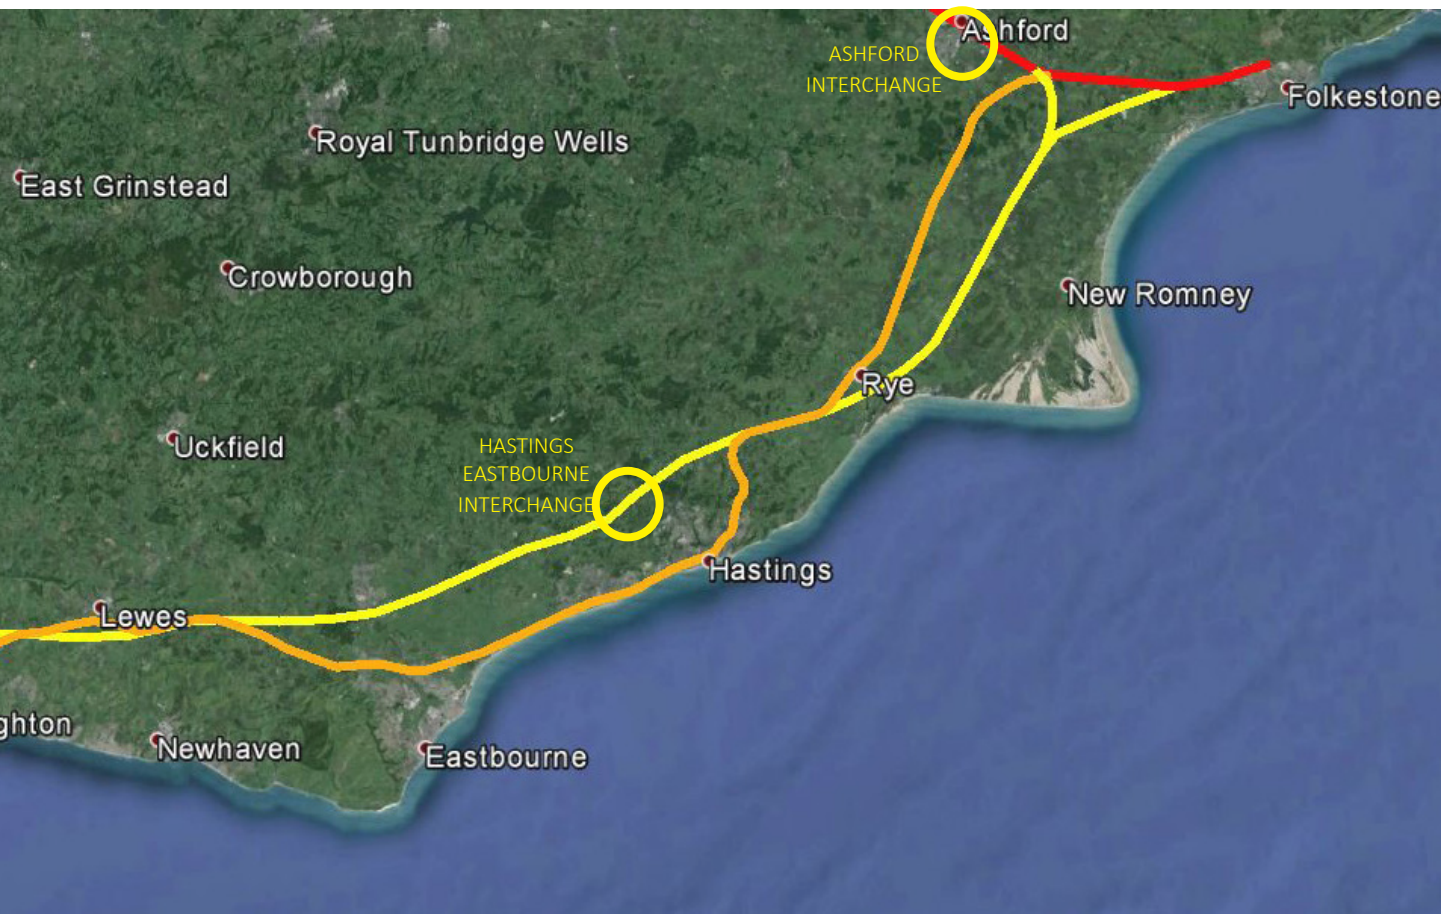 Ashford
ASHFORD
INTERCHANGE
Folkestone
Royal Tunbridge Wells
East Grinstead
Crowborough
New Romney
Rye
Uckfield
HASTINGS
EASTBOURNE
INTERCHANGE
Hastings
Lewes
ghton
Newhaven
Eastbourne